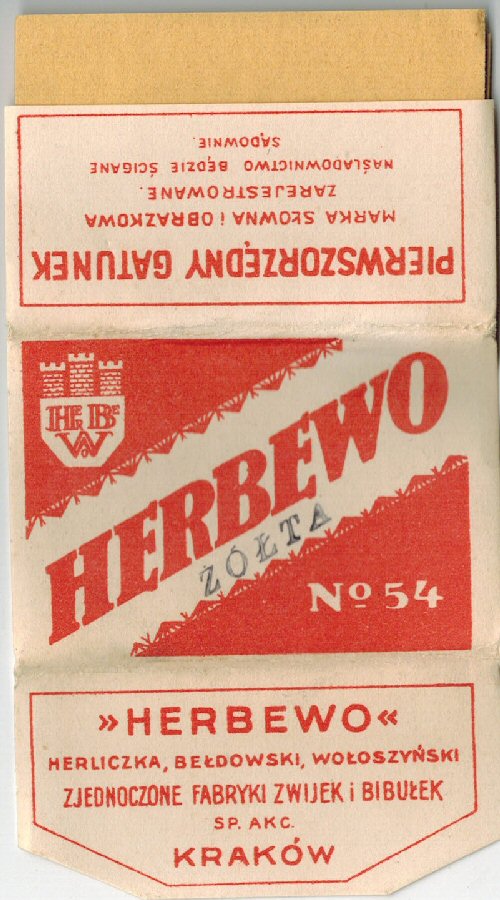 PIERWSZORZĘDNY GATUNEK
MARKA SŁOWNA i OBRAZKOWA
ZAREJESTROWANE.
NAŚLADOWNICTWO BĘDZIE ŚCIGANE
SĄDOWNIE.
HE BE
W
HERBEWO
ŻÓŁTA
No 54
»HERBEWO«
HERLICZKA, BEŁDOWSKI, WOŁOSZYŃSKI
ZJEDNOCZONE FABRYKI ZWIJEK i BIBUŁEK
SP. AKC.
KRAKÓW